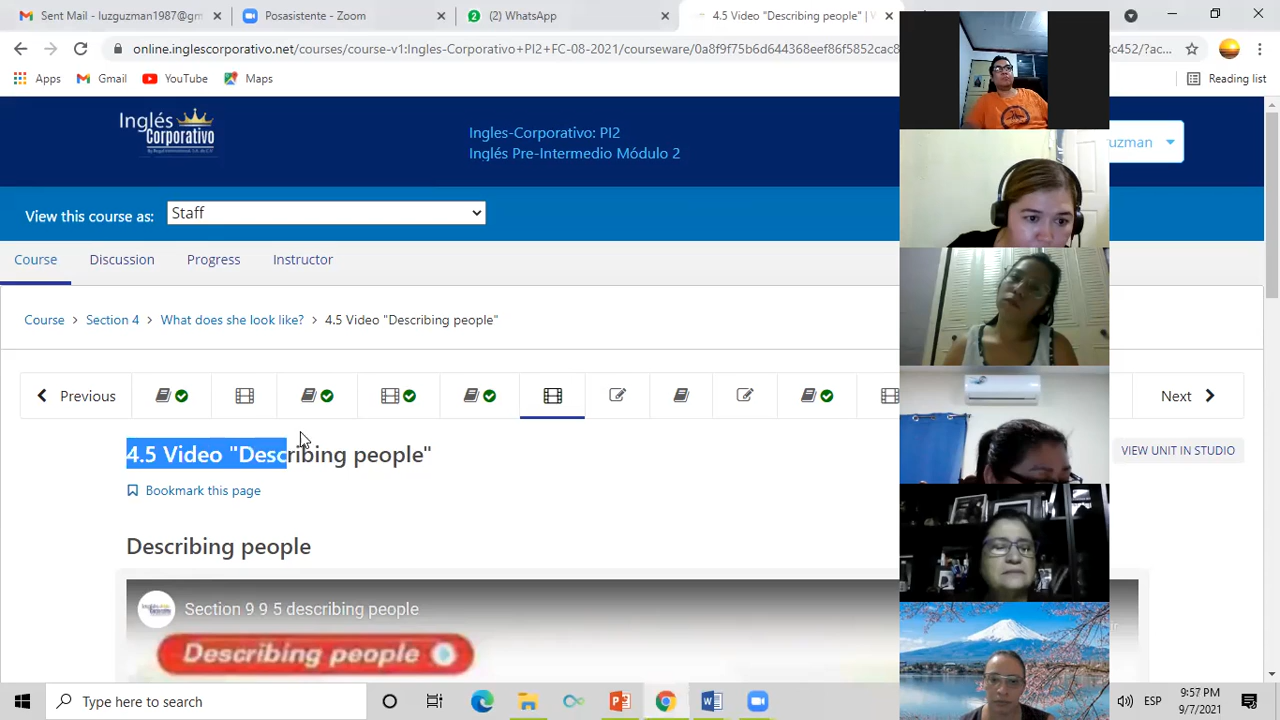 Sent Mail - luzguzman1987@gm
Paseando - Zoom
(2) WhatsApp
4.5 Video "Describing people" |
online.inglescorporativo.net/courses/course-v1:Ingles-Corporativo+PI2+FC-08-2021/courseware/0a8f9f75b6d644368eef86f5852cac8
c452/?ac...
Apps
Gmail
YouTube
Maps
Reading list
Inglés Corporativo
Ingles-Corporativo: PI2
Inglés Pre-Intermedio Módulo 2
uzman
View this course as:
Staff
Course
Discussion
Progress
Instructor
Course > Section 4 > What does she look like? > 4.5 Video "Describing people"
Previous
Next
4.5 Video "Describing people"
VIEW UNIT IN STUDIO
Bookmark this page
Describing people
Section 9 9 5 describing people
Describing people
Type here to search
ESP
9:57 PM
9/7/2021